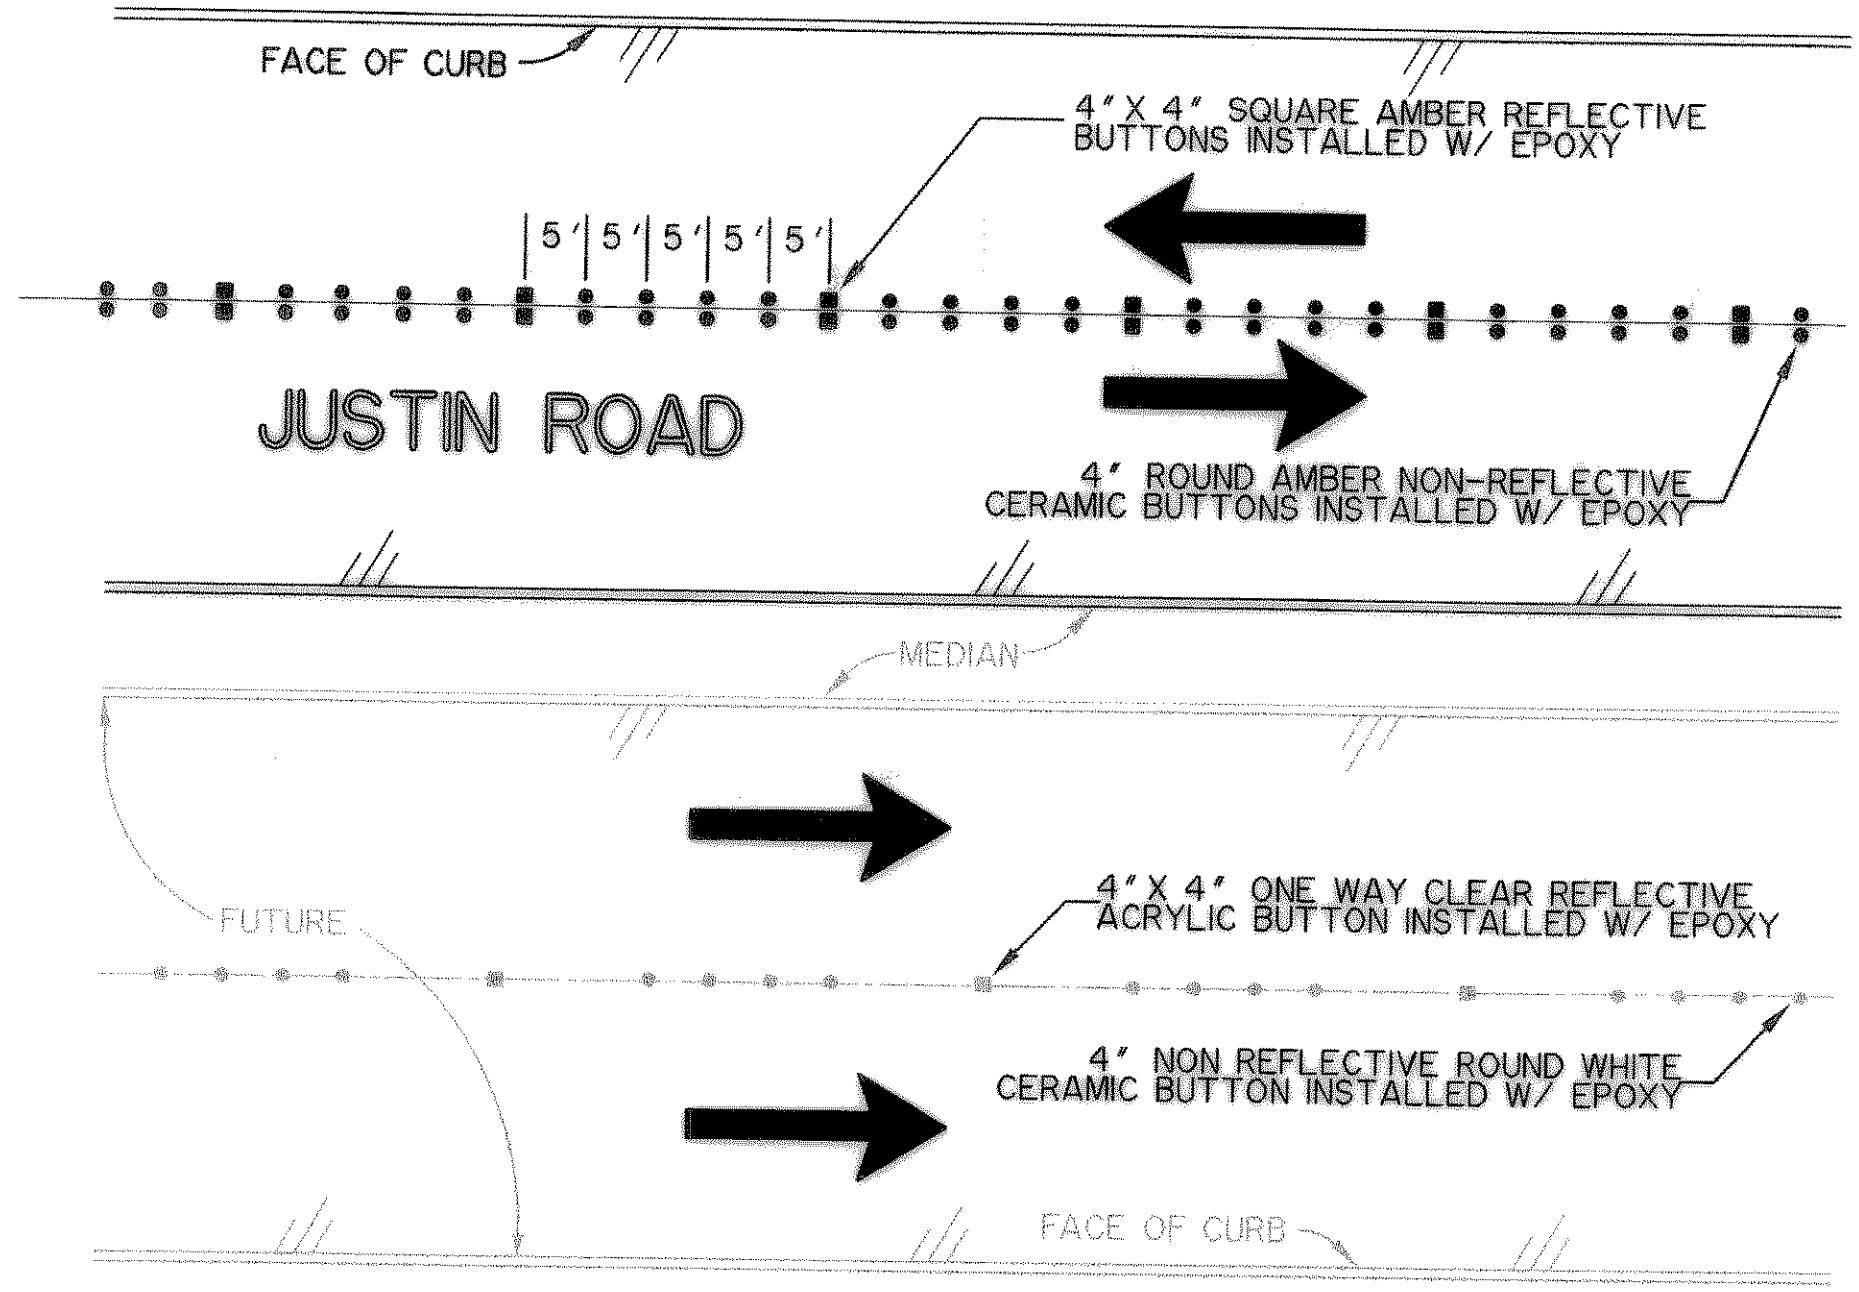 FACE OF CURB
4" X 4" SQUARE AMBER REFLECTIVE
BUTTONS INSTALLED W/ EPOXY
5' 5' 5' 5' 5'
JUSTIN ROAD
4" ROUND AMBER NON-REFLECTIVE
CERAMIC BUTTONS INSTALLED W/ EPOXY
MEDIAN
4" X 4" ONE WAY CLEAR REFLECTIVE
ACRYLIC BUTTON INSTALLED W/ EPOXY
FUTURE
4" NON REFLECTIVE ROUND WHITE
CERAMIC BUTTON INSTALLED W/ EPOXY
FACE OF CURB